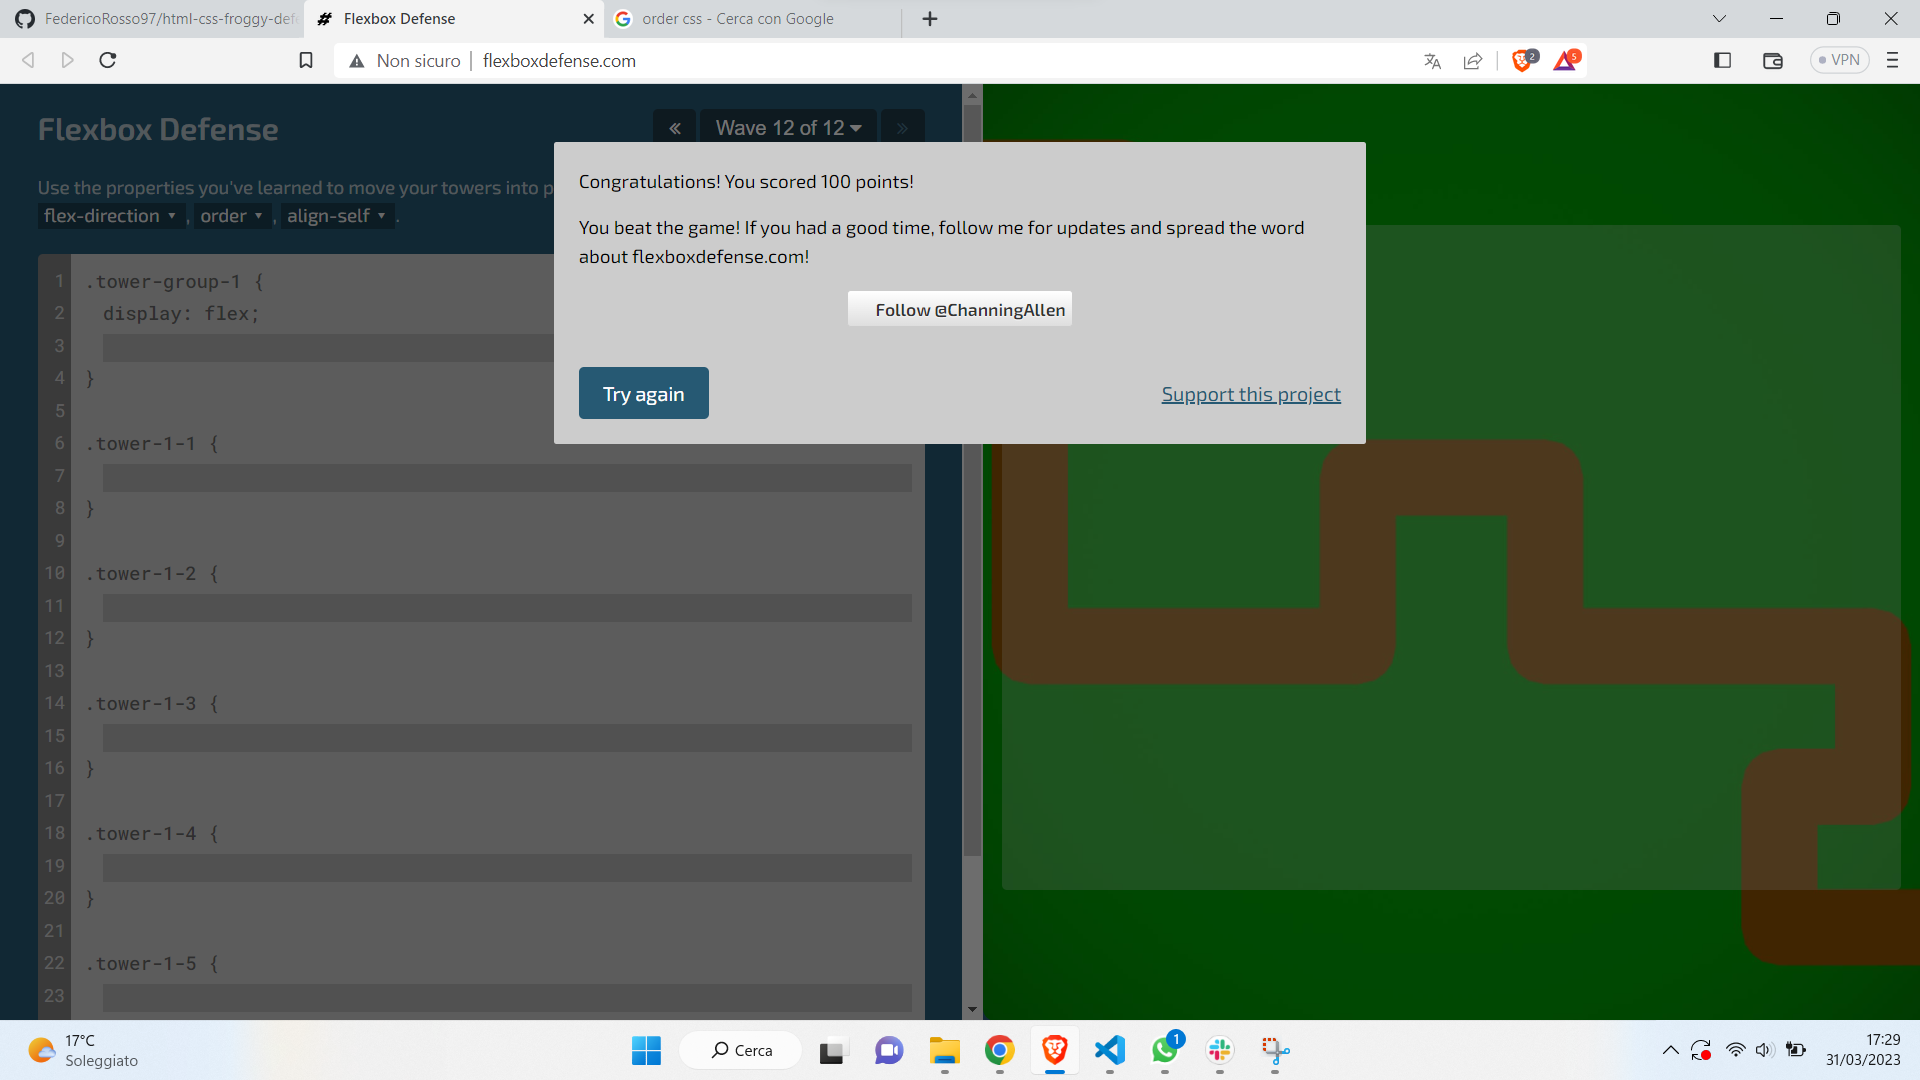 FedericoRosso97/html-css-froggy-def
Flexbox Defense
order css - Cerca con Google
Non sicuro
flexboxdefense.com
2
5
VPN
Flexbox Defense
« Wave 12 of 12 »
Use the properties you've learned to move your towers into p
flex-direction , order , align-self .
Congratulations! You scored 100 points!
You beat the game! If you had a good time, follow me for updates and spread the word
about flexboxdefense.com!
Follow @ChanningAllen
Try again
Support this project
1 .tower-group-1 {
2 display: flex;
3
4 }
5
6 .tower-1-1 {
7
8 }
9
10 .tower-1-2 {
11
12 }
13
14 .tower-1-3 {
15
16 }
17
18 .tower-1-4 {
19
20 }
21
22 .tower-1-5 {
23
17°C
Soleggiato
Cerca
1
17:29
31/03/2023